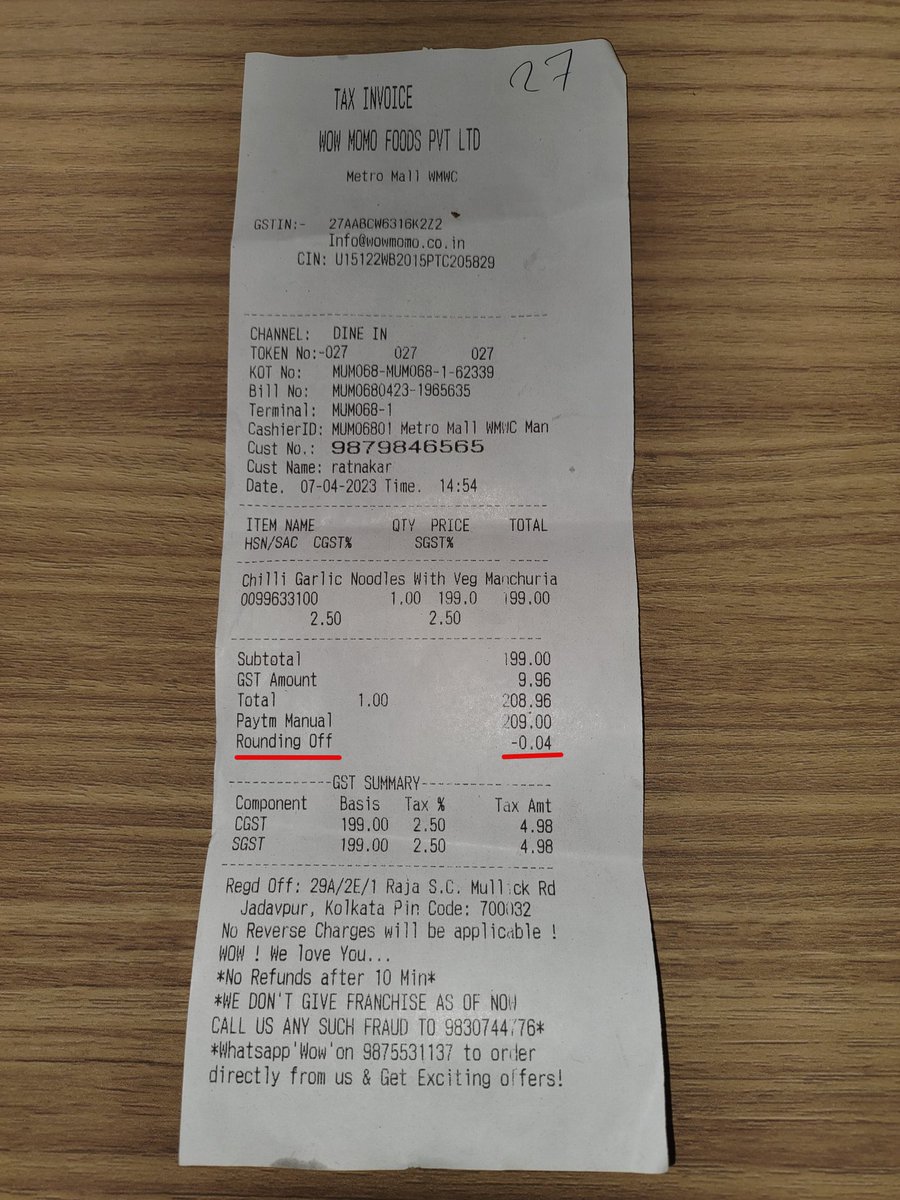 27
TAX INVOICE
WOW MOMO FOODS PVT LTD
Metro Mall WMWC
GSTIN:- 27AABCW6316K2Z2
Info@wowmomo.co.in
CIN: U15122WB2015PTC205829
CHANNEL: DINE IN
TOKEN No:-027 027 027
KOT No: MUM068-MUM068-1-62339
Bill No: MUM0680423-1965635
Terminal: MUM068-1
CashierID: MUM06801 Metro Mall WMWC Man
Cust No.: 9879846565
Cust Name: ratnakar
Date. 07-04-2023 Time. 14:54
ITEM NAME QTY PRICE TOTAL
HSN/SAC CGST% SGST%
Chilli Garlic Noodles With Veg Manchuria
0099633100 1.00 199.0 199.00
2.50 2.50
Subtotal 199.00
GST Amount 9.96
Total 1.00 208.96
Paytm Manual 209.00
Rounding Off -0.04
GST SUMMARY
Component Basis Tax % Tax Amt
CGST 199.00 2.50 4.98
SGST 199.00 2.50 4.98
Regd Off: 29A/2E/1 Raja S.C. Mullick Rd
Jadavpur, Kolkata Pin Code: 700032
No Reverse Charges will be applicable !
WOW ! We love You...
*No Refunds after 10 Min*
*WE DON'T GIVE FRANCHISE AS OF NOW
CALL US ANY SUCH FRAUD TO 9830744776*
*Whatsapp'Wow'on 9875531137 to order
directly from us & Get Exciting offers!